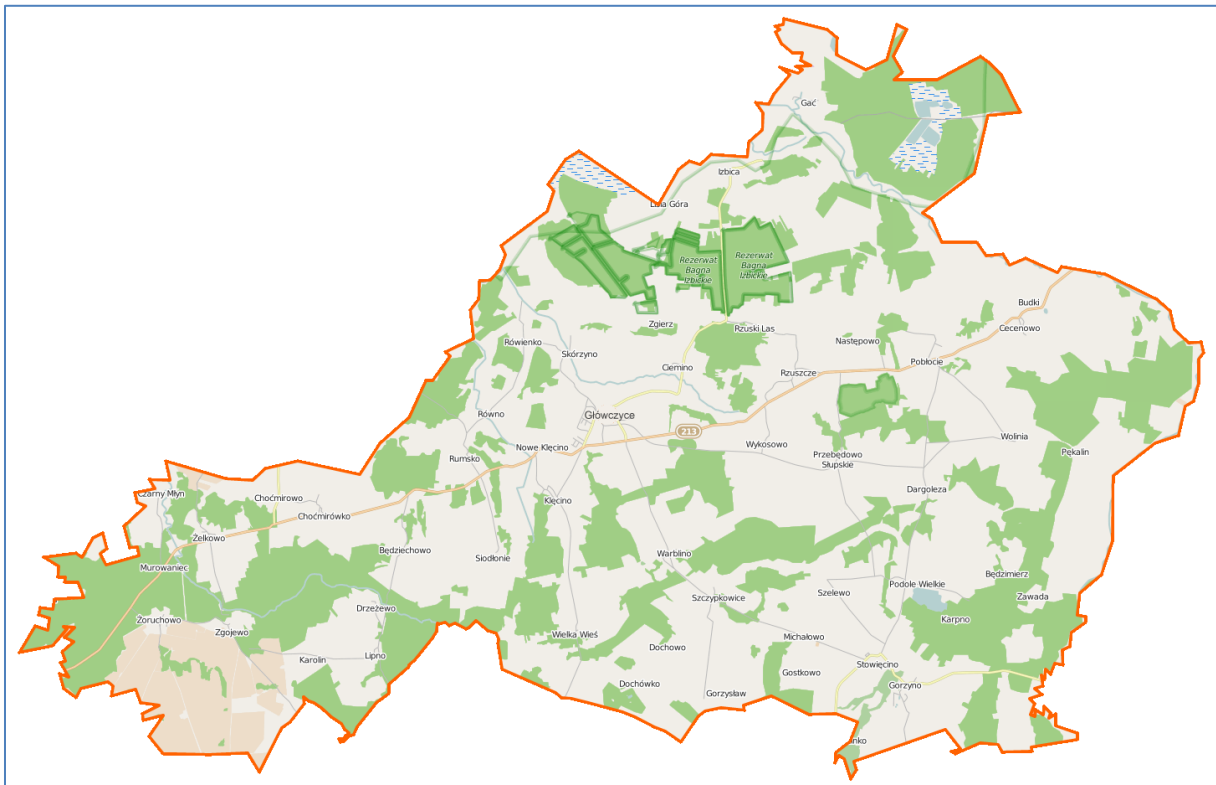 Gać
Izbica
Rezerwat
Bagna
Izbickie
Rezerwat
Bagna
Izbickie
Budki
Cecenowo
Zgierz
Rzuski Las
Rówienko
Skórzyno
Następowo
Pobłocie
Ciemino
Rzuszcze
Równo
Główczyce
213
Nowe Klęcino
Wykosowo
Wolinia
Rumsko
Przebędowo
Słupskie
Pękalin
Czarny Młyn
Choćmirowo
Klęcino
Dargoleza
Choćmirówko
Żelkowo
Będziechowo
Siodłonie
Warblino
Murowaniec
Podole Wielkie
Będzimierz
Szczypkowice
Szelewo
Zawada
Drzeżewo
Żoruchowo
Zgojewo
Karpno
Wielka Wieś
Michałowo
Karolin
Lipno
Dochowo
Stowięcino
Gostkowo
Dochówko
Gorzysław
Gorzyno